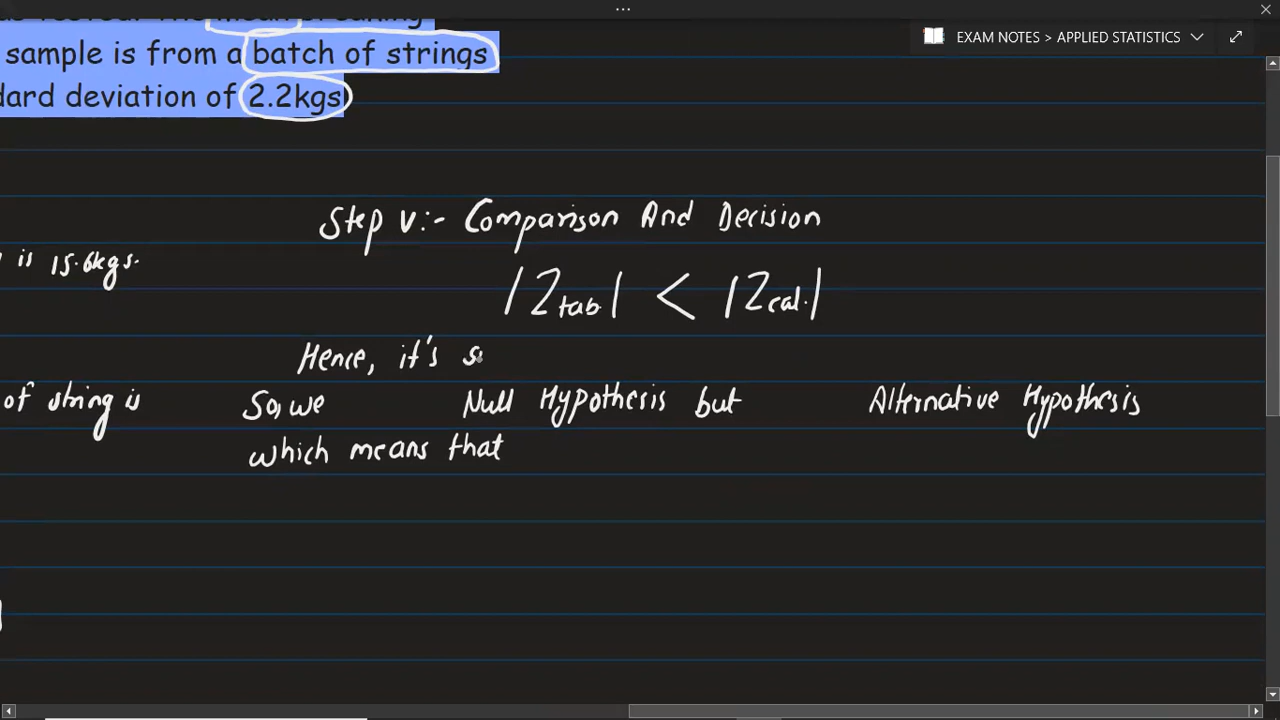 EXAM NOTES > APPLIED STATISTICS
sample is from a batch of strings
dard deviation of 2.2kgs
Step V:- Comparison And Decision
is 15.6kgs.
|Ztab.| < |Zcal.|
Hence, it's s
of string is
So, we Null Hypothesis but Alternative Hypothesis
which means that